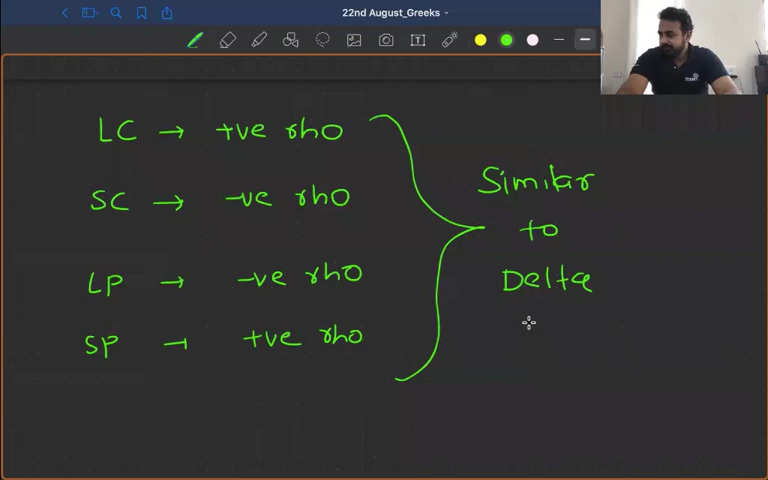 22nd August_Greeks
LC → +ve rho
SC → -ve rho
LP → -ve rho
SP → +ve rho
Similar
to
Delta